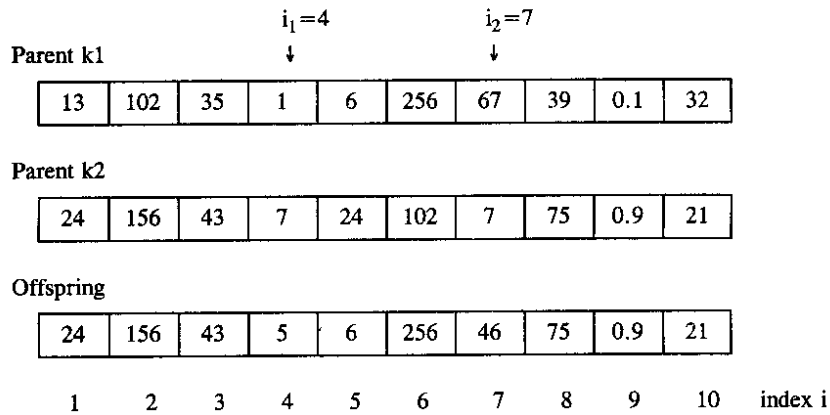 i₁=4 i₂=7
↓ ↓
Parent k1
13 102 35 1 6 256 67 39 0.1 32
Parent k2
24 156 43 7 24 102 7 75 0.9 21
Offspring
24 156 43 5 6 256 46 75 0.9 21
1 2 3 4 5 6 7 8 9 10 index i